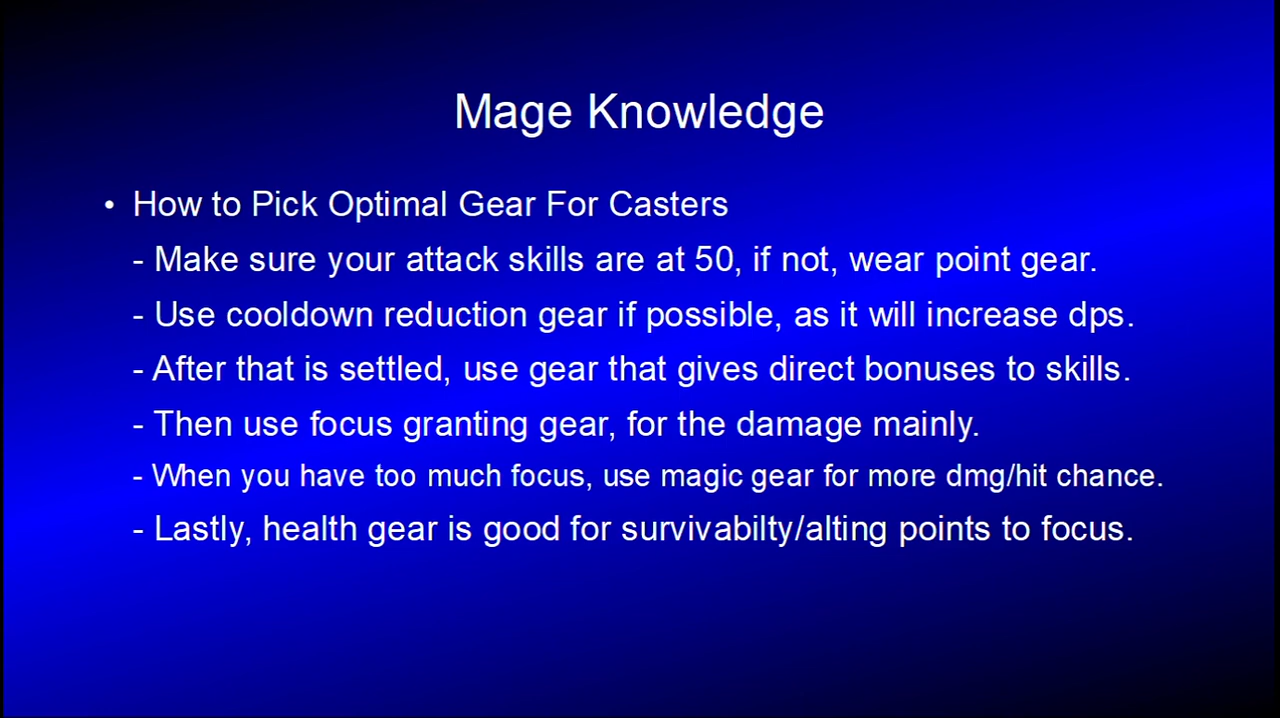 Mage Knowledge
• How to Pick Optimal Gear For Casters
- Make sure your attack skills are at 50, if not, wear point gear.
- Use cooldown reduction gear if possible, as it will increase dps.
- After that is settled, use gear that gives direct bonuses to skills.
- Then use focus granting gear, for the damage mainly.
- When you have too much focus, use magic gear for more dmg/hit chance.
- Lastly, health gear is good for survivabilty/alting points to focus.